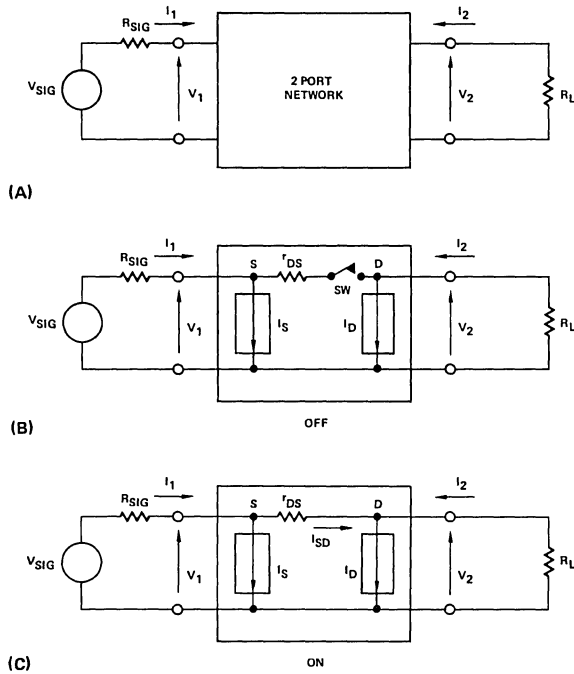 I1
I2
RSIG
VSIG
V1
2 PORT
NETWORK
V2
RL
(A)
I1
I2
RSIG
S
rDS
D
SW
VSIG
V1
IS
ID
V2
RL
(B)
OFF
I1
I2
RSIG
S
rDS
D
ISD
VSIG
V1
IS
ID
V2
RL
(C)
ON